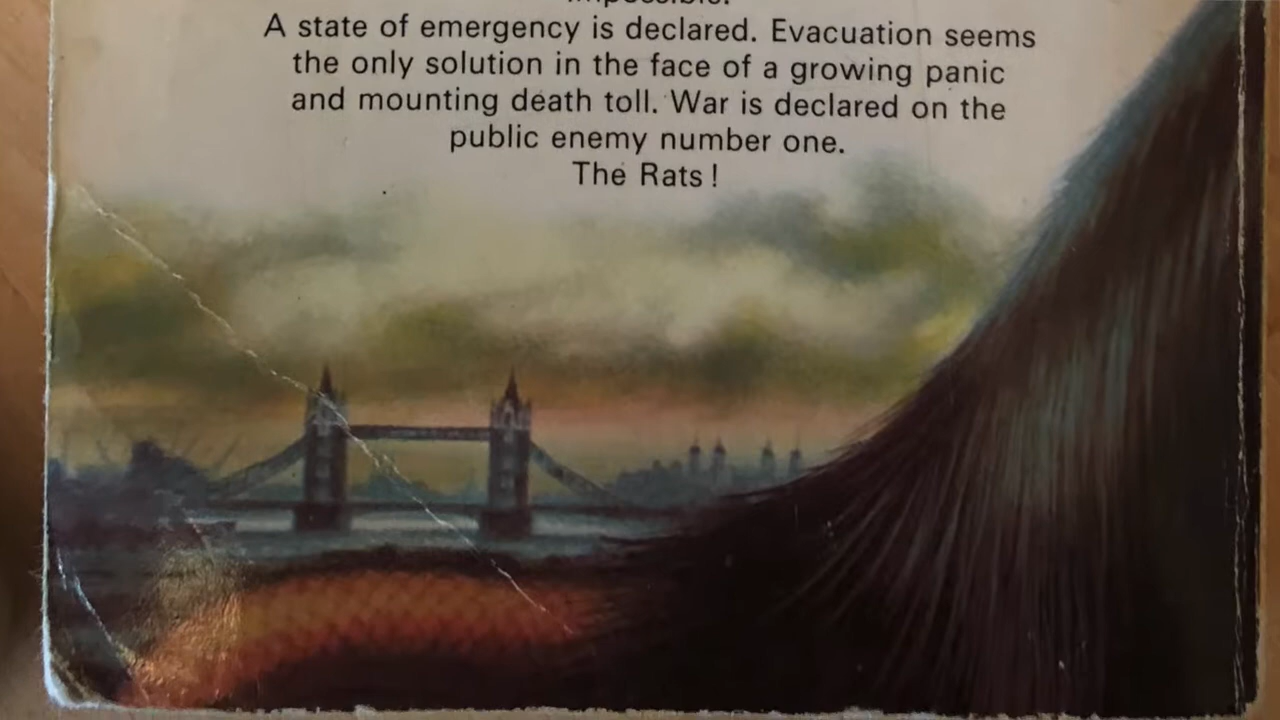 impossible.
A state of emergency is declared. Evacuation seems
the only solution in the face of a growing panic
and mounting death toll. War is declared on the
public enemy number one.
The Rats !